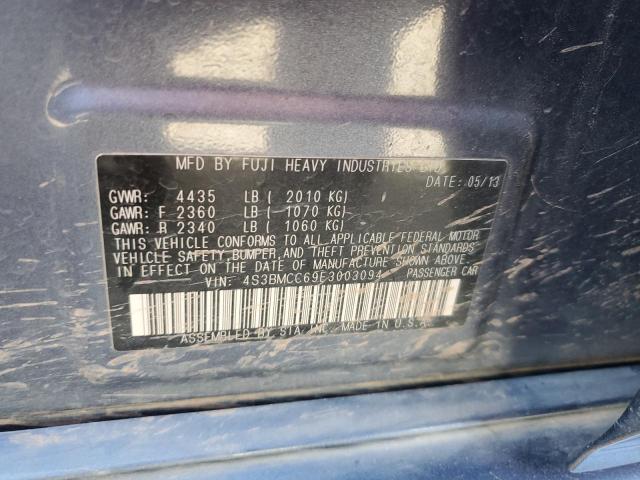 MFD BY FUJI HEAVY INDUSTRIES LTD.
DATE: 05/13
GVWR: 4435 LB ( 2010 KG)
GAWR: F 2360 LB ( 1070 KG)
GAWR: R 2340 LB ( 1060 KG)
THIS VEHICLE CONFORMS TO ALL APPLICABLE FEDERAL MOTOR
VEHICLE SAFETY, BUMPER, AND THEFT PREVENTION STANDARDS
IN EFFECT ON THE DATE OF MANUFACTURE SHOWN ABOVE.
VIN: 4S3BMCC69E3003094 PASSENGER CAR
ASSEMBLED BY SIA, INC. MADE IN U.S.A.